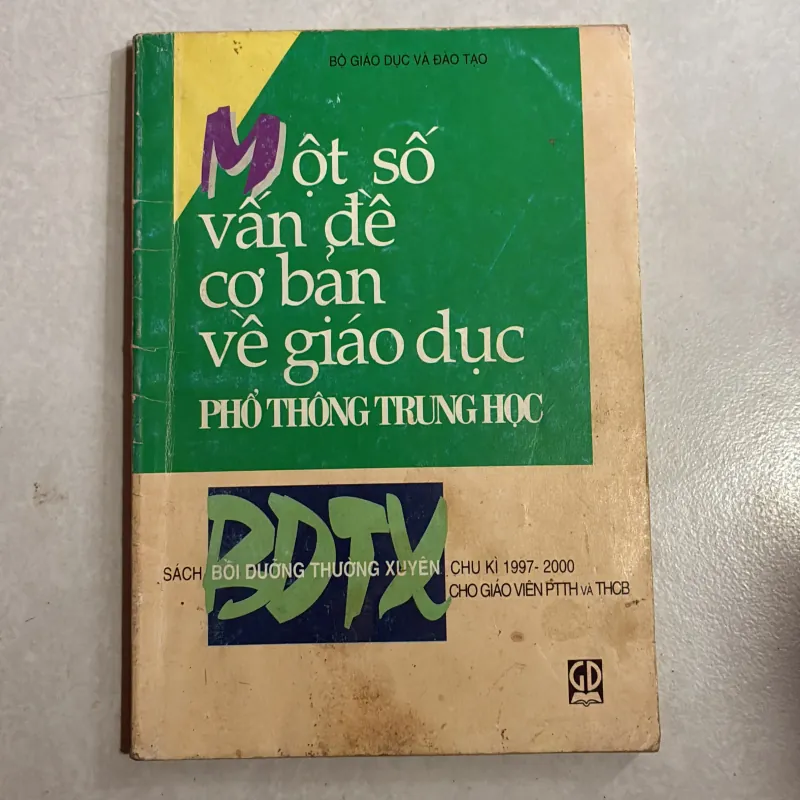 BỘ GIÁO DỤC VÀ ĐÀO TẠO
Một số
vấn đề
cơ bản
về giáo dục
PHỔ THÔNG TRUNG HỌC
BDTX
SÁCH BỒI DƯỠNG THƯỜNG XUYÊN CHU KÌ 1997- 2000
CHO GIÁO VIÊN PTTH VÀ THCB
GD